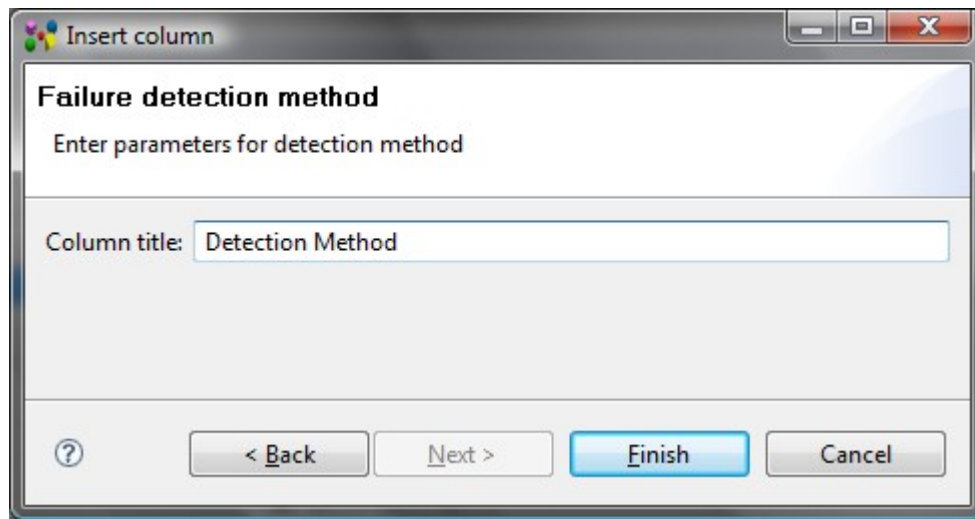 Insert column
Failure detection method
Enter parameters for detection method
Column title: Detection Method
? < Back Next > Finish Cancel